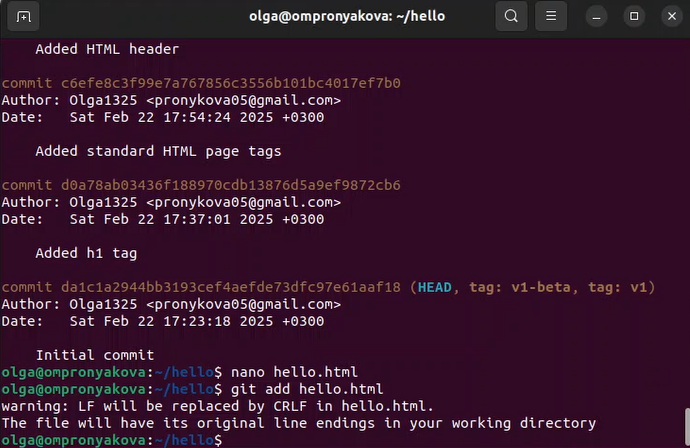 olga@ompronyakova: ~/hello
Added HTML header
commit c6efe8c3f99e7a767856c3556b101bc4017ef7b0
Author: Olga1325 <pronykova05@gmail.com>
Date:   Sat Feb 22 17:54:24 2025 +0300
Added standard HTML page tags
commit d0a78ab03436f188970cdb13876d5a9ef9872cb6
Author: Olga1325 <pronykova05@gmail.com>
Date:   Sat Feb 22 17:37:01 2025 +0300
Added h1 tag
commit da1c1a2944bb3193cef4aefde73dfc97e61aaf18 (HEAD, tag: v1-beta, tag: v1)
Author: Olga1325 <pronykova05@gmail.com>
Date:   Sat Feb 22 17:23:18 2025 +0300
Initial commit
olga@ompronyakova:~/hello$ nano hello.html
olga@ompronyakova:~/hello$ git add hello.html
warning: LF will be replaced by CRLF in hello.html.
The file will have its original line endings in your working directory
olga@ompronyakova:~/hello$